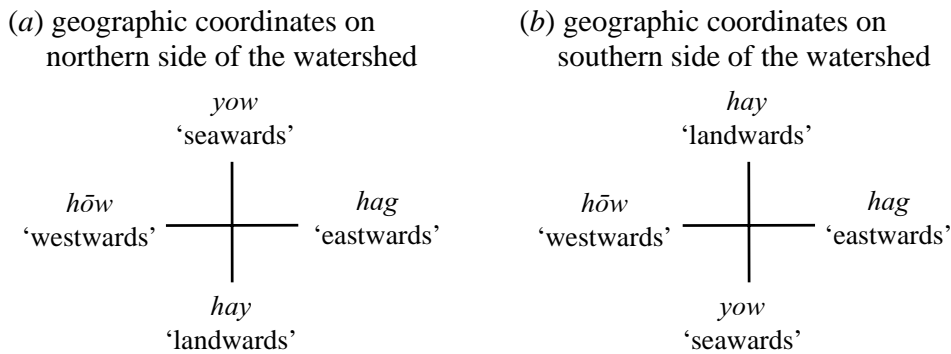 (a) geographic coordinates on
northern side of the watershed
yow
‘seawards’
hōw
‘westwards’
hag
‘eastwards’
hay
‘landwards’
(b) geographic coordinates on
southern side of the watershed
hay
‘landwards’
hōw
‘westwards’
hag
‘eastwards’
yow
‘seawards’